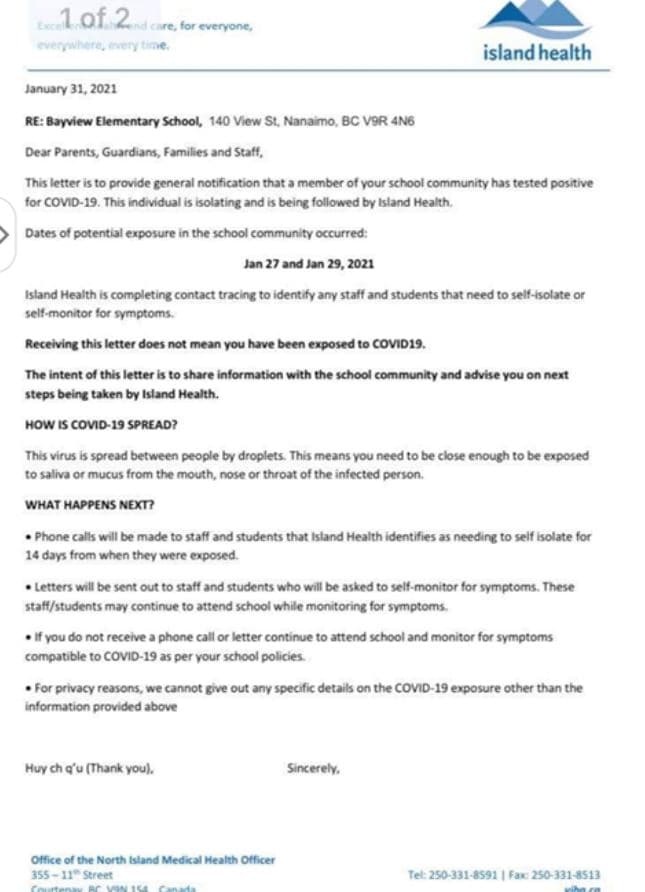 1 of 2
care, for everyone,
everywhere, every time.
island health
January 31, 2021
RE: Bayview Elementary School, 140 View St, Nanaimo, BC V9R 4N6
Dear Parents, Guardians, Families and Staff,
This letter is to provide general notification that a member of your school community has tested positive
for COVID-19. This individual is isolating and is being followed by Island Health.
Dates of potential exposure in the school community occurred:
Jan 27 and Jan 29, 2021
Island Health is completing contact tracing to identify any staff and students that need to self-isolate or
self-monitor for symptoms.
Receiving this letter does not mean you have been exposed to COVID19.
The intent of this letter is to share information with the school community and advise you on next
steps being taken by Island Health.
HOW IS COVID-19 SPREAD?
This virus is spread between people by droplets. This means you need to be close enough to be exposed
to saliva or mucus from the mouth, nose or throat of the infected person.
WHAT HAPPENS NEXT?
• Phone calls will be made to staff and students that Island Health identifies as needing to self isolate for
14 days from when they were exposed.
• Letters will be sent out to staff and students who will be asked to self-monitor for symptoms. These
staff/students may continue to attend school while monitoring for symptoms.
• If you do not receive a phone call or letter continue to attend school and monitor for symptoms
compatible to COVID-19 as per your school policies.
• For privacy reasons, we cannot give out any specific details on the COVID-19 exposure other than the
information provided above
Huy ch q'u (Thank you), Sincerely,
Office of the North Island Medical Health Officer
355 – 11th Street Tel: 250-331-8591 | Fax: 250-331-8513
Courtenay, BC V9N 1S4 Canada viha.ca